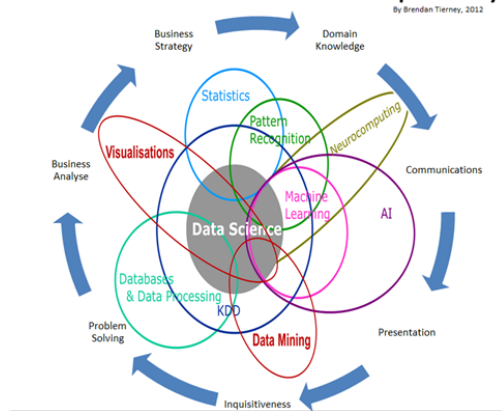 By Brendan Tierney, 2012
Business
Strategy
Domain
Knowledge
Statistics
Pattern
Recognition
Neurocomputing
Visualisations
Business
Analyse
Communications
Machine
Learning
AI
Data Science
Databases
& Data Processing
KDD
Problem
Solving
Data Mining
Presentation
Inquisitiveness